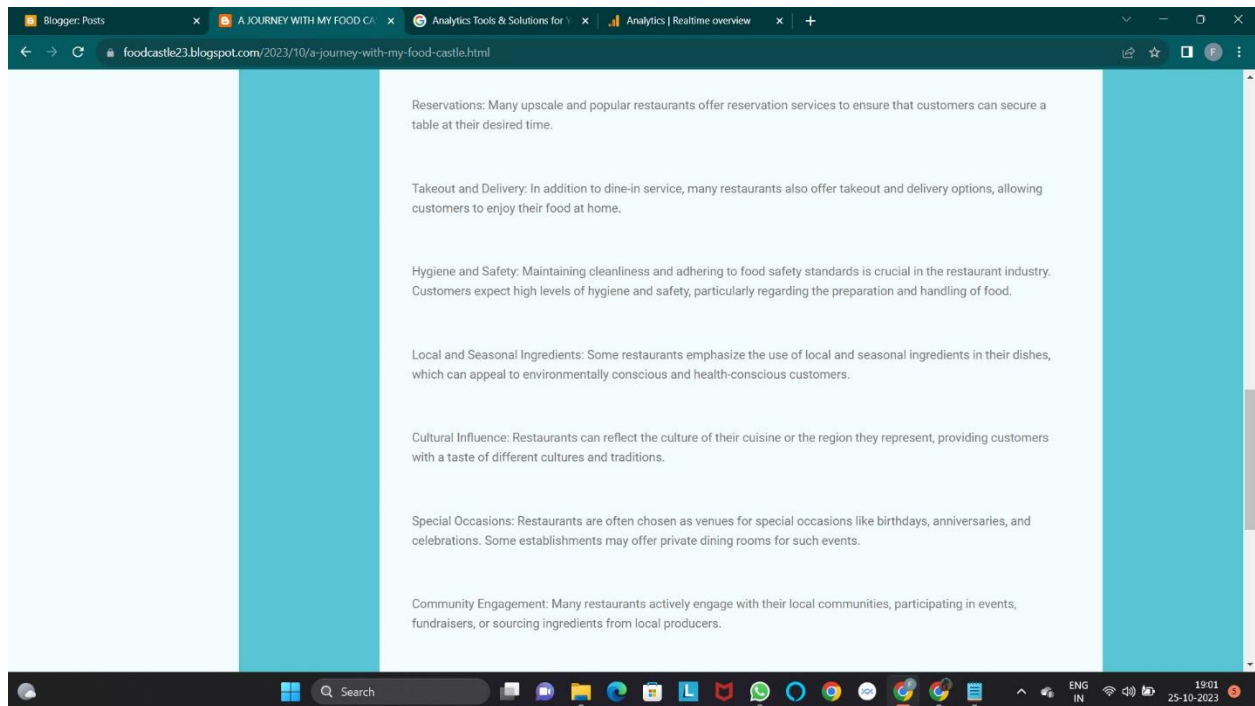 Blogger: Posts
A JOURNEY WITH MY FOOD CA
Analytics Tools & Solutions for Y
Analytics | Realtime overview
foodcastle23.blogspot.com/2023/10/a-journey-with-my-food-castle.html
F
Reservations: Many upscale and popular restaurants offer reservation services to ensure that customers can secure a
table at their desired time.
Takeout and Delivery: In addition to dine-in service, many restaurants also offer takeout and delivery options, allowing
customers to enjoy their food at home.
Hygiene and Safety: Maintaining cleanliness and adhering to food safety standards is crucial in the restaurant industry.
Customers expect high levels of hygiene and safety, particularly regarding the preparation and handling of food.
Local and Seasonal Ingredients: Some restaurants emphasize the use of local and seasonal ingredients in their dishes,
which can appeal to environmentally conscious and health-conscious customers.
Cultural Influence: Restaurants can reflect the culture of their cuisine or the region they represent, providing customers
with a taste of different cultures and traditions.
Special Occasions: Restaurants are often chosen as venues for special occasions like birthdays, anniversaries, and
celebrations. Some establishments may offer private dining rooms for such events.
Community Engagement: Many restaurants actively engage with their local communities, participating in events,
fundraisers, or sourcing ingredients from local producers.
Search
L
ENG
IN
19:01
25-10-2023
5